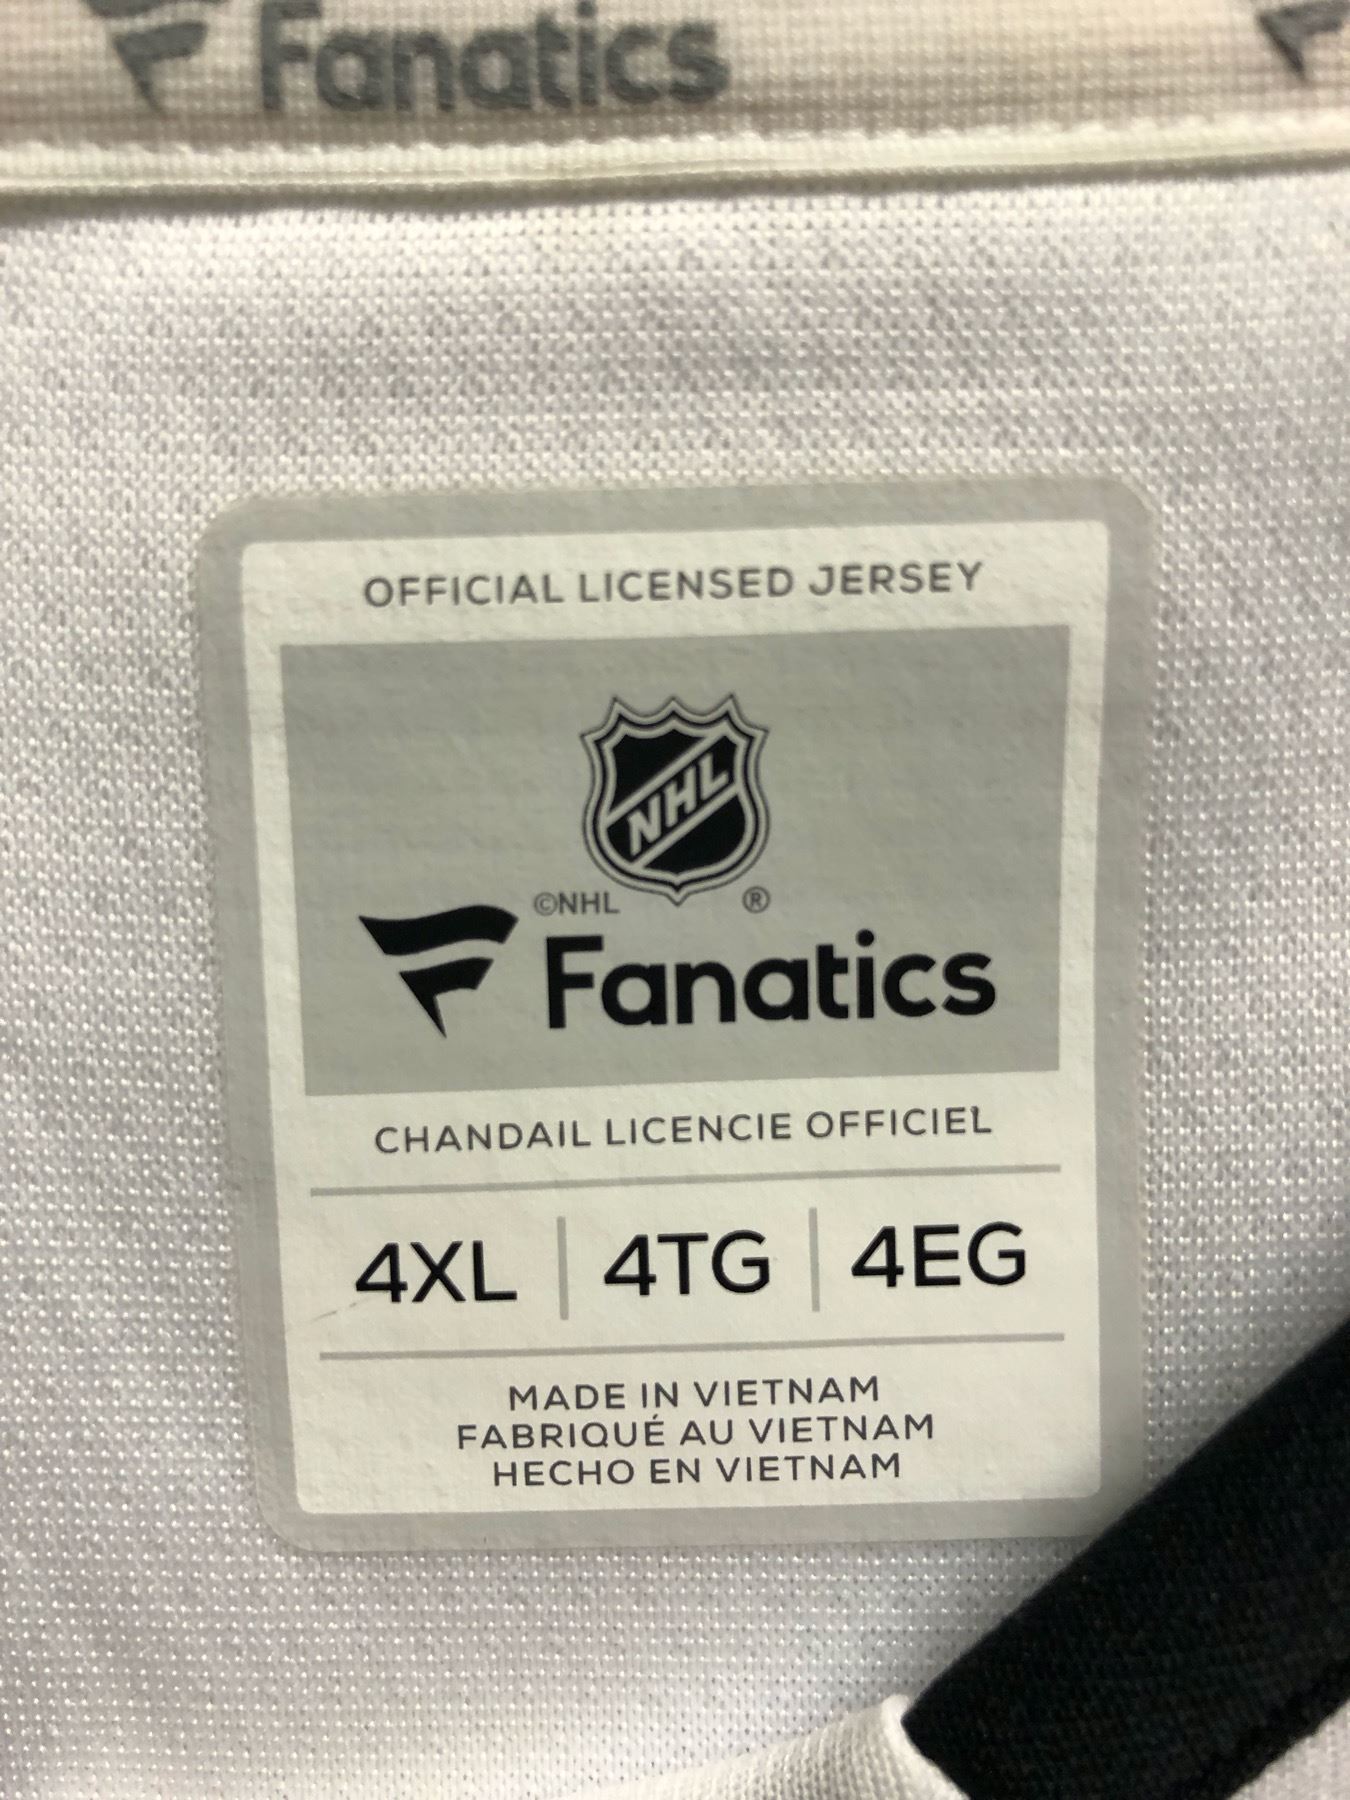 Fanatics
OFFICIAL LICENSED JERSEY
NHL
©NHL ®
Fanatics
CHANDAIL LICENCIE OFFICIEL
4XL | 4TG | 4EG
MADE IN VIETNAM
FABRIQUÉ AU VIETNAM
HECHO EN VIETNAM